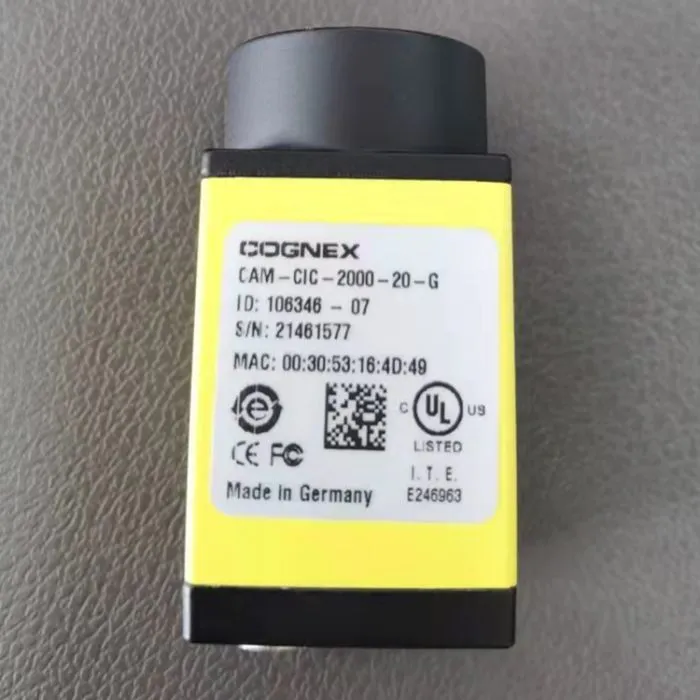 COGNEX
CAM-CIC-2000-20-G
ID: 106346 - 07
S/N: 21461577
MAC: 00:30:53:16:4D:49
e
C UL US
LISTED
CE FC
I. T. E.
Made in Germany
E246963